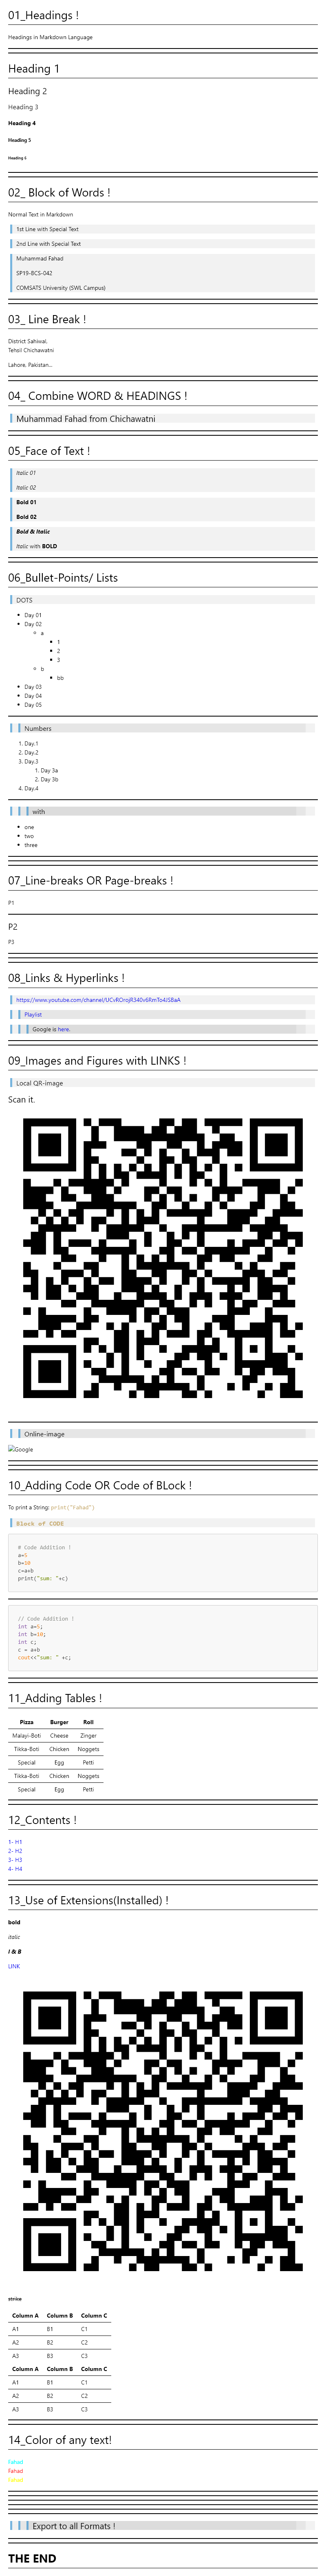 01_Headings !
Headings in Markdown Language
Heading 1
Heading 2
Heading 3
Heading 4
Heading 5
Heading 6
02_ Block of Words !
Normal Text in Markdown
1st Line with Special Text
2nd Line with Special Text
Muhammad Fahad
SP19-BCS-042
COMSATS University (SWL Campus)
03_ Line Break !
District Sahiwal.
Tehsil Chichawatni
Lahore, Pakistan...
04_ Combine WORD & HEADINGS !
Muhammad Fahad from Chichawatni
05_Face of Text !
Italic 01
Italic 02
Bold 01
Bold 02
Bold & Italic
Italic with BOLD
06_Bullet-Points/ Lists
DOTS
• Day 01
• Day 02
◦ a
▪ 1
▪ 2
▪ 3
◦ b
▪ bb
• Day 03
• Day 04
• Day 05
Numbers
1. Day.1
2. Day.2
3. Day.3
1. Day 3a
2. Day 3b
4. Day.4
with
• one
• two
• three
07_Line-breaks OR Page-breaks !
P1
P2
P3
08_Links & Hyperlinks !
Playlist
Google is here.
09_Images and Figures with LINKS !
Local QR-image
Scan it.
Online-image
Google
10_Adding Code OR Code of BLock !
To print a String: print("Fahad")
Block of CODE
# Code Addition !
a=5
b=10
c=a+b
print("sum: "+c)
// Code Addition !
int a=5;
int b=10;
int c;
c = a+b
cout<<"sum: " +c;
11_Adding Tables !
Pizza Burger Roll
Malayi-Boti Cheese Zinger
Tikka-Boti Chicken Noggets
Special Egg Petti
Tikka-Boti Chicken Noggets
Special Egg Petti
12_Contents !
1- H1
2- H2
3- H3
4- H4
13_Use of Extensions(Installed) !
bold
italic
I & B
LINK
strike
Column A Column B Column C
A1 B1 C1
A2 B2 C2
A3 B3 C3
Column A Column B Column C
A1 B1 C1
A2 B2 C2
A3 B3 C3
14_Color of any text!
Fahad
Fahad
Fahad
Export to all Formats !
THE END